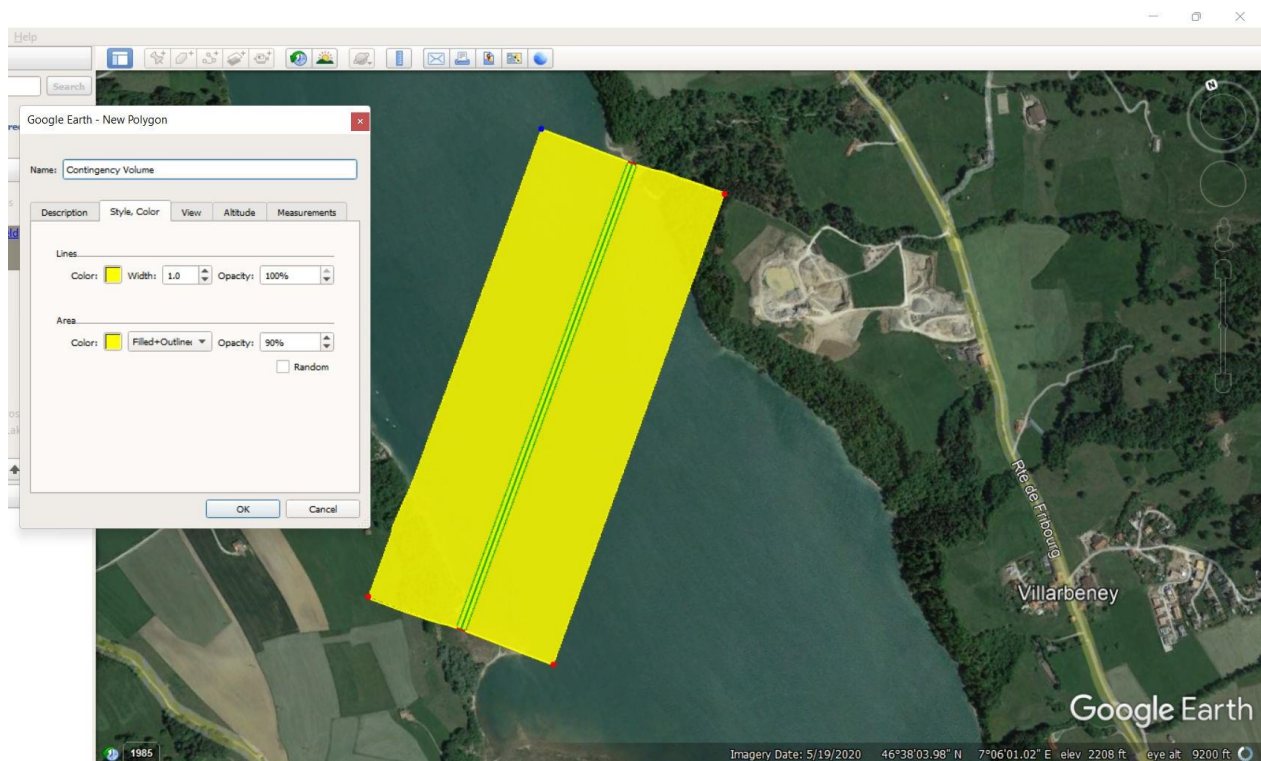 Help
Search
Google Earth - New Polygon
Name: Contingency Volume
Description Style, Color View Altitude Measurements
Lines
Color: Width: 1.0 Opacity: 100%
Area
Color: Filled+Outlined Opacity: 90%
Random
OK Cancel
N
Rte de Fribourg
Villarbeney
Google Earth
1985 Imagery Date: 5/19/2020 46°38'03.98" N 7°06'01.02" E elev 2208 ft eye alt 9200 ft